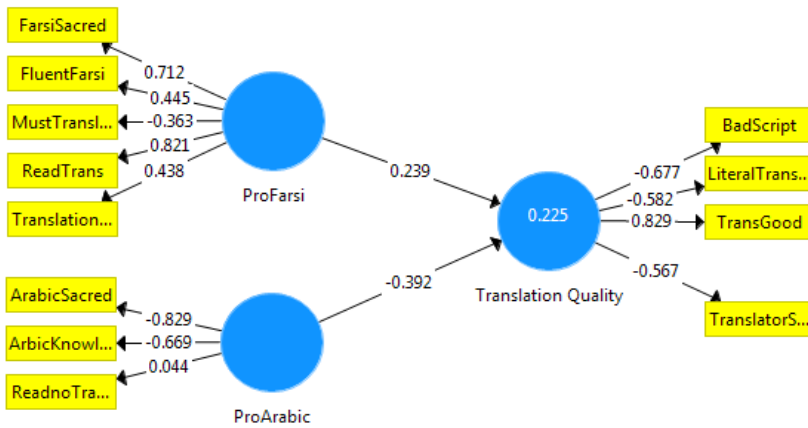 FarsiSacred
FluentFarsi
MustTransl...
ReadTrans
Translation...
0.712
0.445
-0.363
0.821
0.438
ProFarsi
0.239
ArabicSacred
ArbicKnowl...
ReadnoTra...
-0.829
-0.669
0.044
ProArabic
-0.392
0.225
Translation Quality
-0.677
-0.582
0.829
-0.567
BadScript
LiteralTrans...
TransGood
TranslatorS...